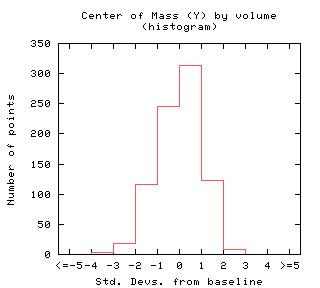 Center of Mass (Y) by volume
(histogram)
350
300
250
200
150
100
50
0
Number of points
<=-5 -4 -3 -2 -1 0 1 2 3 4 >=5
Std. Devs. from baseline